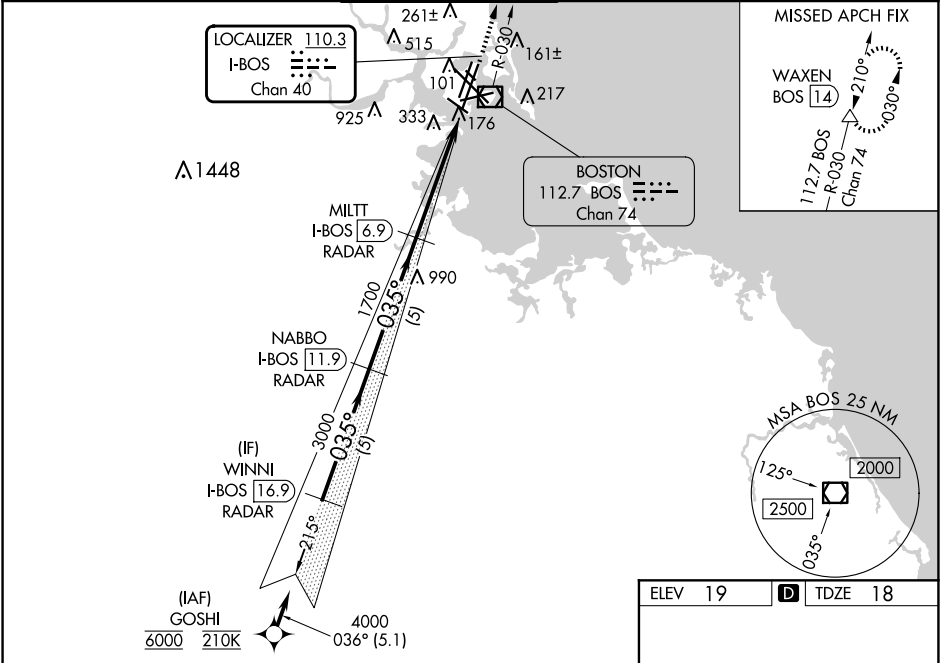 261±
515
LOCALIZER 110.3
I-BOS
Chan 40
R-030
161±
101
217
925
333
176
1448
BOSTON
112.7 BOS
Chan 74
MISSED APCH FIX
WAXEN
BOS 14
210°
030°
112.7 BOS
R-030
Chan 74
MILTT
I-BOS 6.9
RADAR
990
1700
035°
(5)
NABBO
I-BOS 11.9
RADAR
3000
035°
(5)
(IF)
WINNI
I-BOS 16.9
RADAR
215°
(IAF)
GOSHI
6000 210K
4000
036° (5.1)
MSA BOS 25 NM
125°
2000
2500
035°
ELEV 19 D TDZE 18